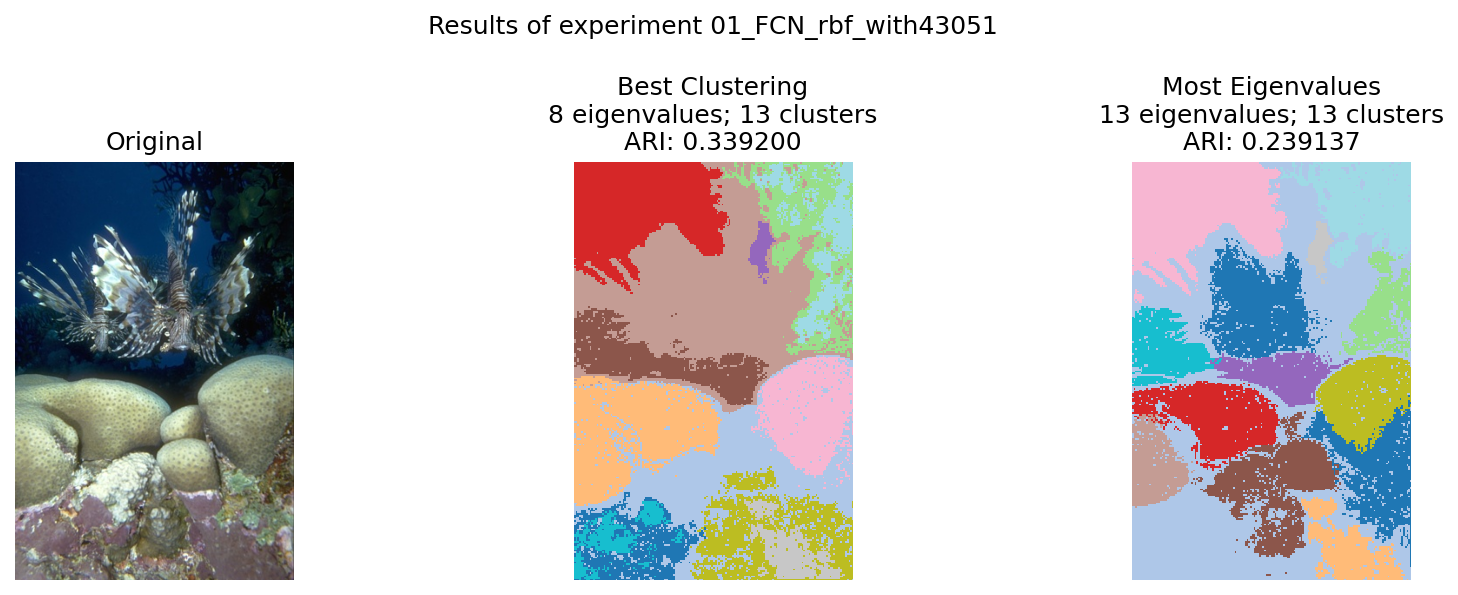 Results of experiment 01_FCN_rbf_with43051
Original
Best Clustering
8 eigenvalues; 13 clusters
ARI: 0.339200
Most Eigenvalues
13 eigenvalues; 13 clusters
ARI: 0.239137